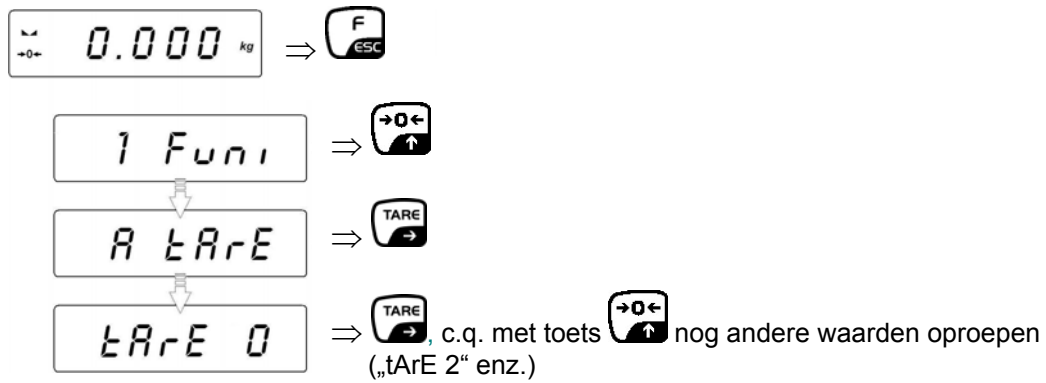 →0← 0.000 kg ⇒ F ESC
1 Funi ⇒ →0← ↑
A tArE ⇒ TARE →
tArE 0 ⇒ TARE →, c.q. met toets →0← ↑ nog andere waarden oproepen
(„tArE 2“ enz.)